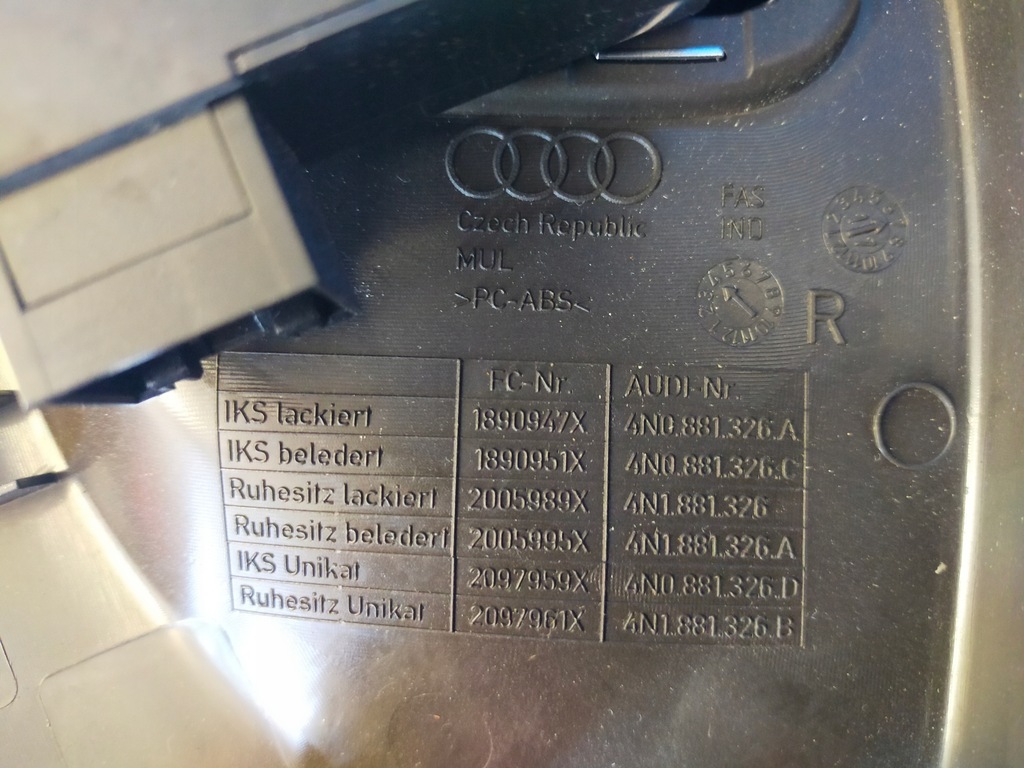 Czech Republic
MUL
>PC-ABS<
FAS
IND
R
FC-Nr. AUDI-Nr.
IKS lackiert 1890947X 4N0.881.326.A
IKS beledert 1890951X 4N0.881.326.C
Ruhesitz lackiert 2005989X 4N1.881.326
Ruhesitz beledert 2005995X 4N1.881.326.A
IKS Unikat 2097959X 4N0.881.326.D
Ruhesitz Unikat 2097961X 4N1.881.326.B